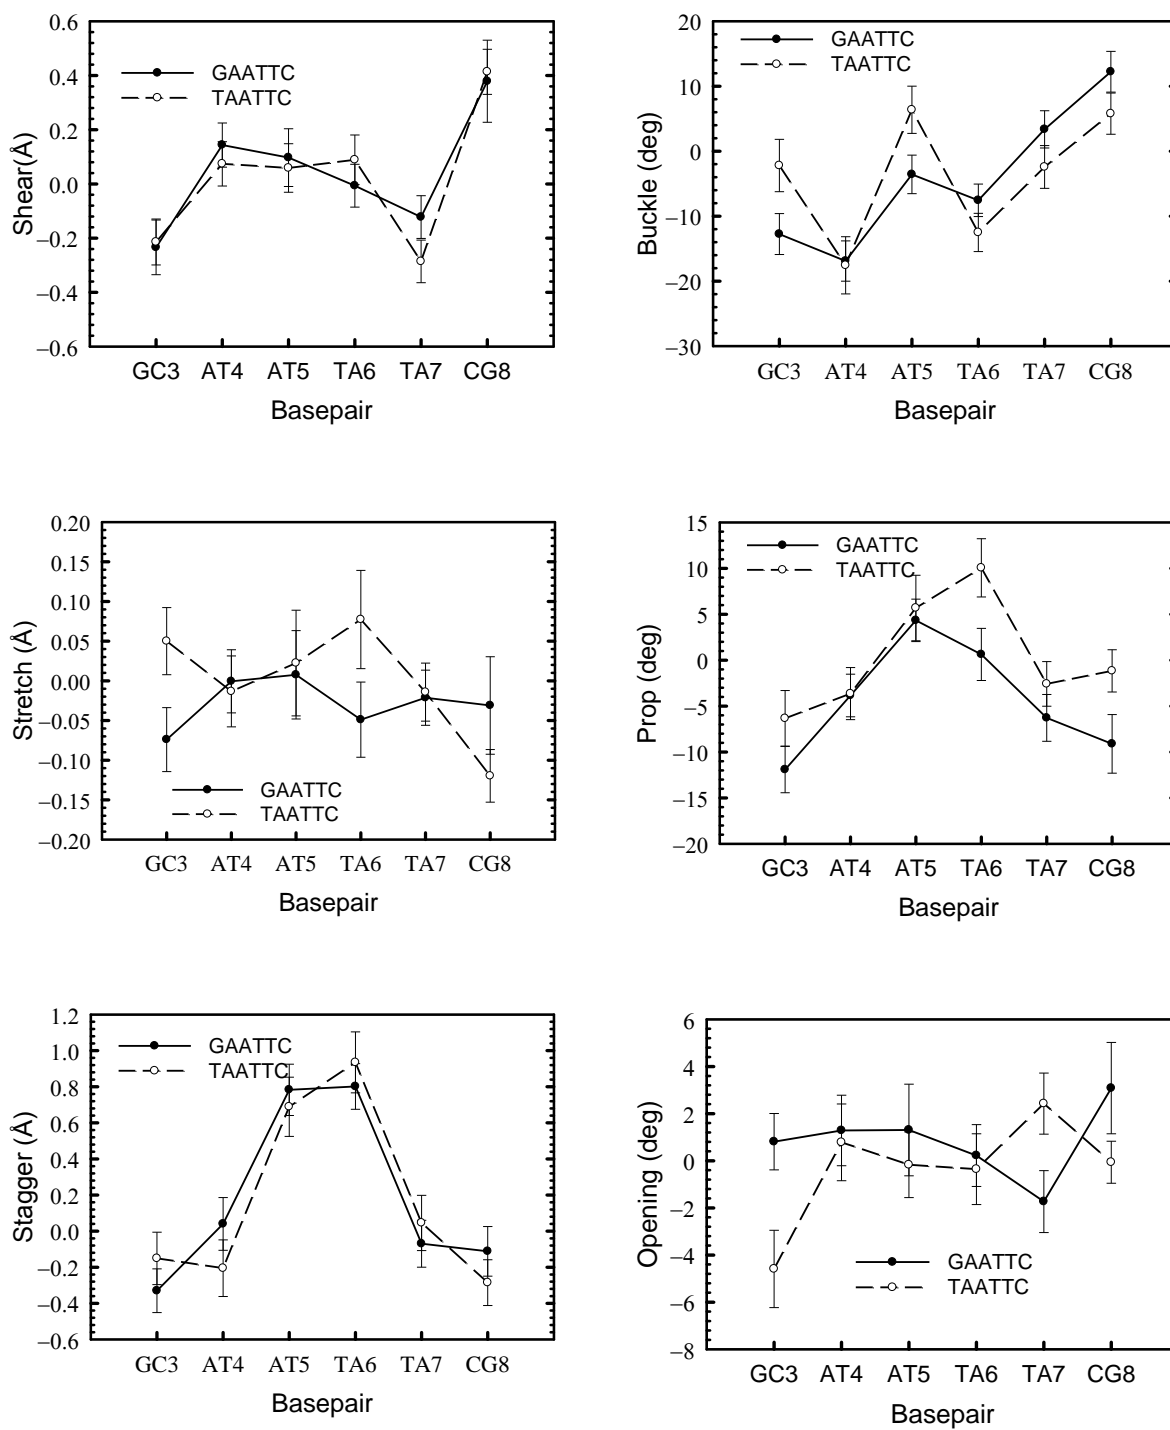 0.6
0.4
0.2
0.0
−0.2
−0.4
−0.6
Shear(Å)
GAATTC
TAATTC
GC3 AT4 AT5 TA6 TA7 CG8
Basepair
20
10
0
−10
−20
−30
Buckle (deg)
GAATTC
TAATTC
GC3 AT4 AT5 TA6 TA7 CG8
Basepair
0.20
0.15
0.10
0.05
0.00
−0.05
−0.10
−0.15
−0.20
Stretch (Å)
GAATTC
TAATTC
GC3 AT4 AT5 TA6 TA7 CG8
Basepair
15
10
5
0
−5
−10
−15
−20
Prop (deg)
GAATTC
TAATTC
GC3 AT4 AT5 TA6 TA7 CG8
Basepair
1.2
1.0
0.8
0.6
0.4
0.2
0.0
−0.2
−0.4
−0.6
Stagger (Å)
GAATTC
TAATTC
GC3 AT4 AT5 TA6 TA7 CG8
Basepair
6
4
2
0
−2
−4
−6
−8
Opening (deg)
GAATTC
TAATTC
GC3 AT4 AT5 TA6 TA7 CG8
Basepair